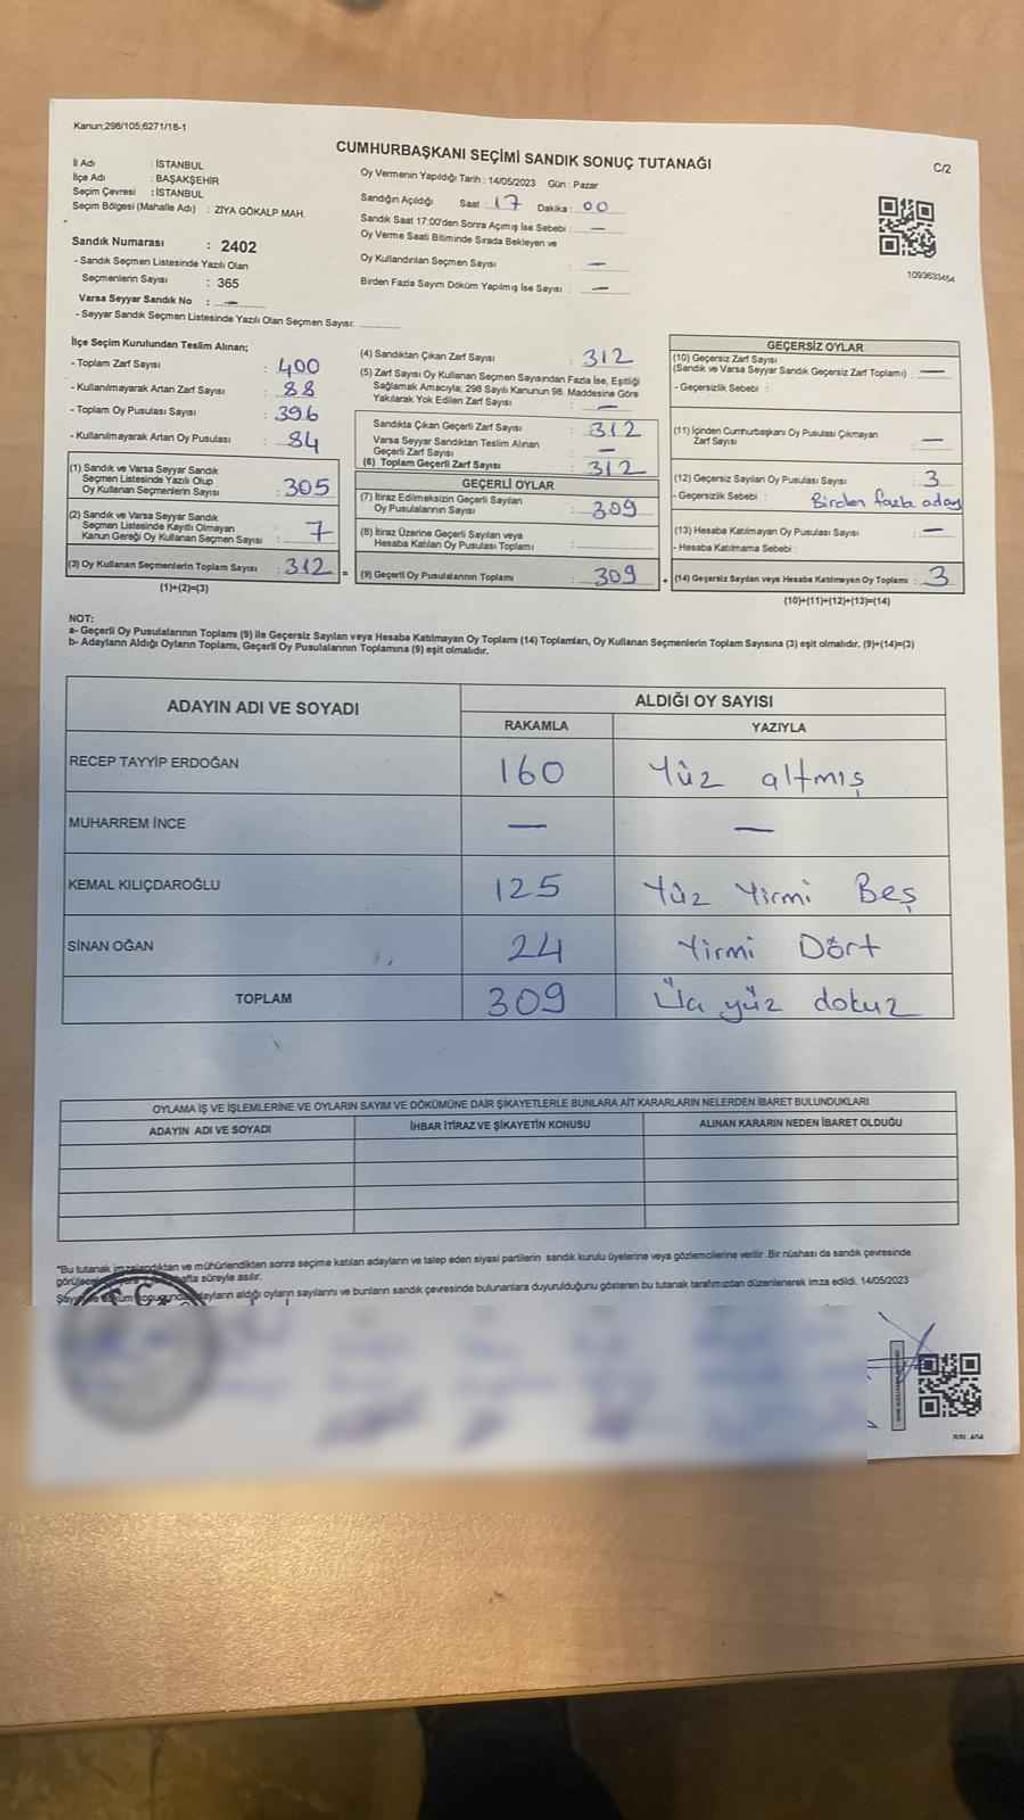 Kanun;298/105;6271/18-1
CUMHURBAŞKANI SEÇİMİ SANDIK SONUÇ TUTANAĞI
C/2
İl Adı : İSTANBUL
İlçe Adı : BAŞAKŞEHİR
Seçim Çevresi : İSTANBUL
Seçim Bölgesi (Mahalle Adı) : ZİYA GÖKALP MAH.
Sandık Numarası : 2402
- Sandık Seçmen Listesinde Yazılı Olan
Seçmenlerin Sayısı : 365
Varsa Seyyar Sandık No : —
- Seyyar Sandık Seçmen Listesinde Yazılı Olan Seçmen Sayısı:
Oy Vermenin Yapıldığı Tarih : 14/05/2023 Gün : Pazar
Sandığın Açıldığı Saat : 17 Dakika : 00
Sandık Saat 17:00'den Sonra Açımış İse Sebebi : —
Oy Verme Saati Bitiminde Sırada Bekleyen ve
Oy Kullandırılan Seçmen Sayısı : —
Birden Fazla Sayım Döküm Yapılmış İse Sayısı : —
1093633454
İlçe Seçim Kurulundan Teslim Alınan;
- Toplam Zarf Sayısı : 400
- Kullanılmayarak Artan Zarf Sayısı : 88
- Toplam Oy Pusulası Sayısı : 396
- Kullanılmayarak Artan Oy Pusulası : 84
(1) Sandık ve Varsa Seyyar Sandık
Seçmen Listesinde Yazılı Olup
Oy Kullanan Seçmenlerin Sayısı : 305
(2) Sandık ve Varsa Seyyar Sandık
Seçmen Listesinde Kayıtlı Olmayan
Kanun Gereği Oy Kullanan Seçmen Sayısı : 7
(3) Oy Kullanan Seçmenlerin Toplam Sayısı : 312 =
(1)+(2)=(3)
(4) Sandıktan Çıkan Zarf Sayısı : 312
(5) Zarf Sayısı Oy Kullanan Seçmen Sayısından Fazla İse, Eşitliği
Sağlamak Amacıyla; 298 Sayılı Kanunun 98. Maddesine Göre
Yakılarak Yok Edilen Zarf Sayısı : —
Sandıkta Çıkan Geçerli Zarf Sayısı : 312
Varsa Seyyar Sandıktan Teslim Alınan
Geçerli Zarf Sayısı : —
(6) Toplam Geçerli Zarf Sayısı : 312
GEÇERLİ OYLAR
(7) İtiraz Edilmeksizin Geçerli Sayılan
Oy Pusulalarının Sayısı : 309
(8) İtiraz Üzerine Geçerli Sayılan veya
Hesaba Katılan Oy Pusulası Toplamı :
(9) Geçerli Oy Pusulalarının Toplamı : 309 +
GEÇERSİZ OYLAR
(10) Geçersiz Zarf Sayısı
(Sandık ve Varsa Seyyar Sandık Geçersiz Zarf Toplamı) : —
- Geçersizlik Sebebi :
(11) İçinden Cumhurbaşkanı Oy Pusulası Çıkmayan
Zarf Sayısı : —
(12) Geçersiz Sayılan Oy Pusulası Sayısı : 3
- Geçersizlik Sebebi : Birden fazla aday
(13) Hesaba Katılmayan Oy Pusulası Sayısı : —
- Hesaba Katılmama Sebebi :
(14) Geçersiz Sayılan veya Hesaba Katılmayan Oy Toplamı : 3
(10)+(11)+(12)+(13)=(14)
NOT:
a- Geçerli Oy Pusulalarının Toplamı (9) ile Geçersiz Sayılan veya Hesaba Katılmayan Oy Toplamı (14) Toplamları, Oy Kullanan Seçmenlerin Toplam Sayısına (3) eşit olmalıdır. (9)+(14)=(3)
b- Adayların Aldığı Oyların Toplamı, Geçerli Oy Pusulalarının Toplamına (9) eşit olmalıdır.
ADAYIN ADI VE SOYADI ALDIĞI OY SAYISI
RAKAMLA YAZIYLA
RECEP TAYYİP ERDOĞAN 160 Yüz altmış
MUHARREM İNCE — —
KEMAL KILIÇDAROĞLU 125 Yüz Yirmi Beş
SİNAN OĞAN 24 Yirmi Dört
TOPLAM 309 Üç yüz dokuz
OYLAMA İŞ VE İŞLEMLERİNE VE OYLARIN SAYIM VE DÖKÜMÜNE DAİR ŞİKAYETLERLE BUNLARA AİT KARARLARIN NELERDEN İBARET BULUNDUKLARI
ADAYIN ADI VE SOYADI İHBAR İTİRAZ VE ŞİKAYETİN KONUSU ALINAN KARARIN NEDEN İBARET OLDUĞU
"Bu tutanak imzalandıktan ve mühürlendikten sonra seçime katılan adayların ve talep eden siyasi partilerin sandık kurulu üyelerine veya gözlemcilerine verilir. Bir nüshası da sandık çevresinde
hafta süreyle asılır.
adayların aldığı oyların sayılarını ve bunların sandık çevresinde bulunanlara duyurulduğunu gösteren bu tutanak tarafımızdan düzenlenerek imza edildi. 14/05/2023